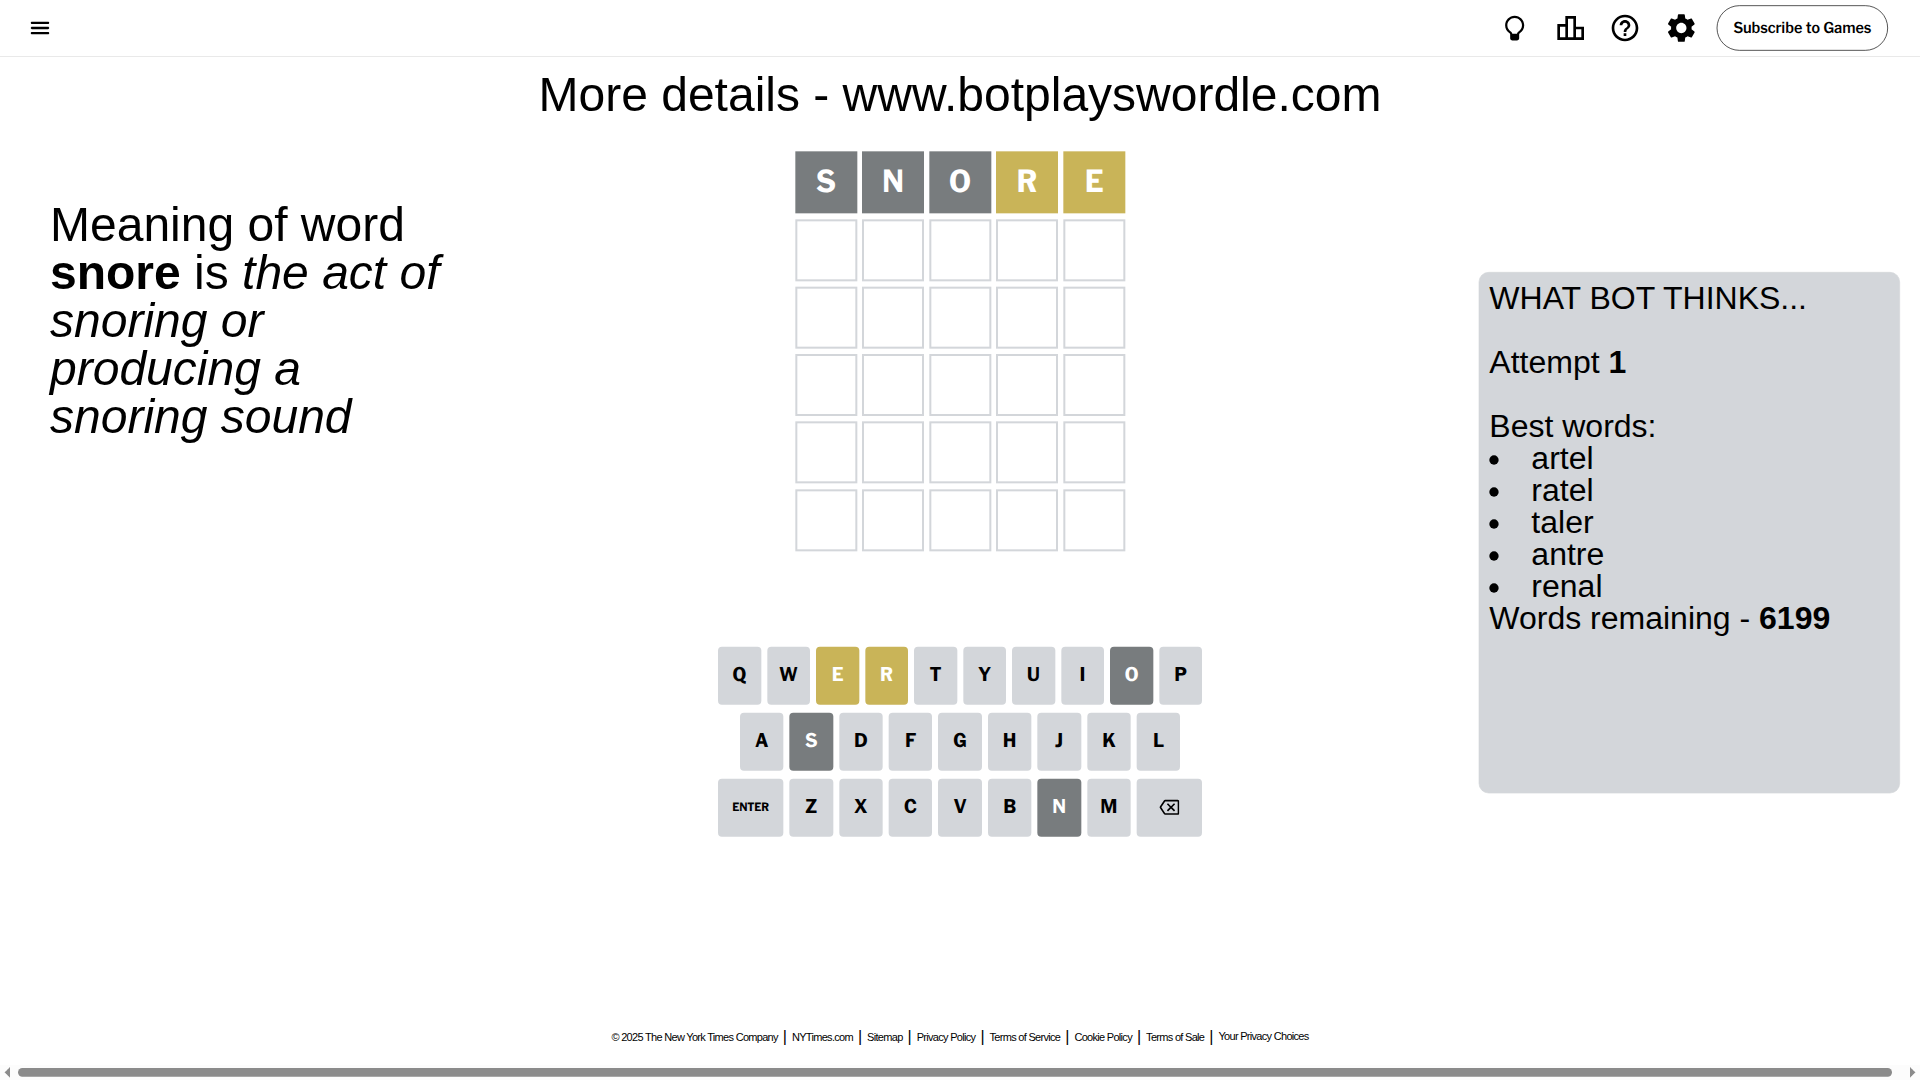 Subscribe to Games
More details - www.botplayswordle.com
Meaning of word
snore is the act of
snoring or
producing a
snoring sound
S N O R E
WHAT BOT THINKS...
Attempt 1
Best words:
• artel
• ratel
• taler
• antre
• renal
Words remaining - 6199
Q W E R T Y U I O P
A S D F G H J K L
ENTER Z X C V B N M
© 2025 The New York Times Company | NYTimes.com | Sitemap | Privacy Policy | Terms of Service | Cookie Policy | Terms of Sale | Your Privacy Choices